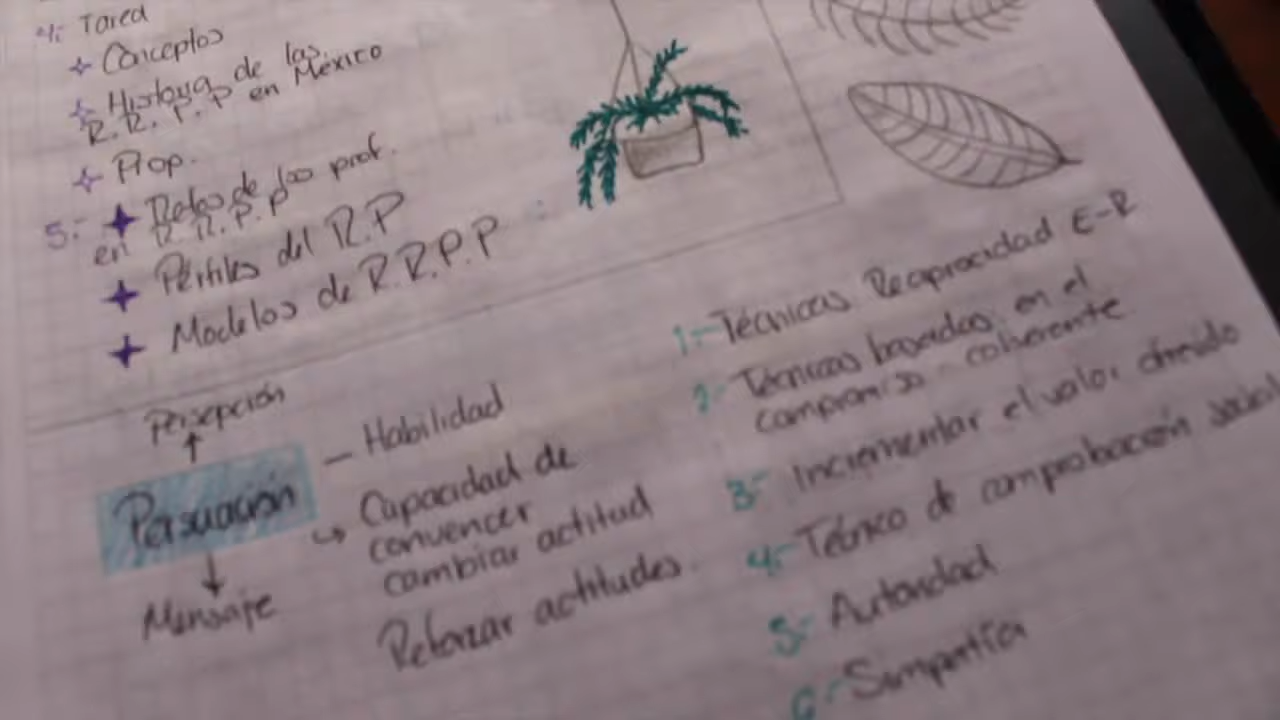 4: Tarea
Conceptos
Historia de las
R.R.P.P en México
Prop.
5:- Retos de los prof.
en R.R.P.P
Perfiles del R.P
Modelos de R.R.P.P
Persepción
Persuación
Mensaje
Habilidad
Capacidad de
convencer
cambiar actitud
Reforzar actitudes
1:- Técnicas Reciprocidad E-R
2- Técnicas basadas en el
compromiso - coherente
3:- Incrementar el valor ofrecido
4:- Técnica de comprobación social
5:- Autoridad
6:- Simpatía